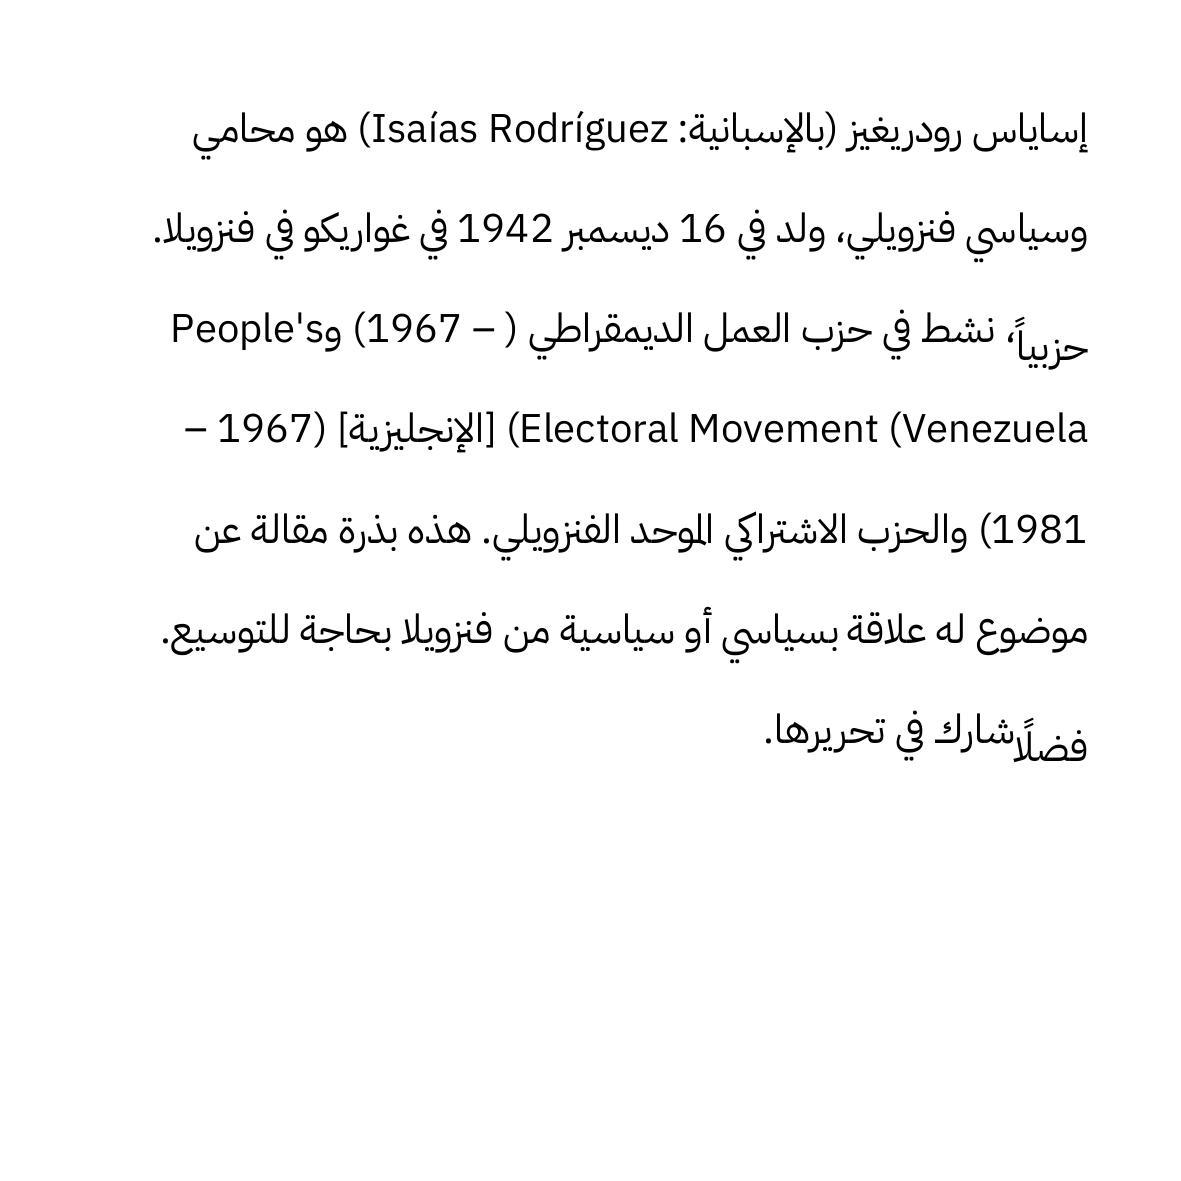 إساياس رودريغيز (بالإسبانية: Isaías Rodríguez) هو محامي
وسياسي فنزويلي، ولد في 16 ديسمبر 1942 في غواريكو في فنزويلا.
حزبياً، نشط في حزب العمل الديمقراطي ( – 1967) وPeople's
Electoral Movement (Venezuela) [الإنجليزية] (1967 –
1981) والحزب الاشتراكي الموحد الفنزويلي. هذه بذرة مقالة عن
موضوع له علاقة بسياسي أو سياسية من فنزويلا بحاجة للتوسيع.
فضلًا شارك في تحريرها.